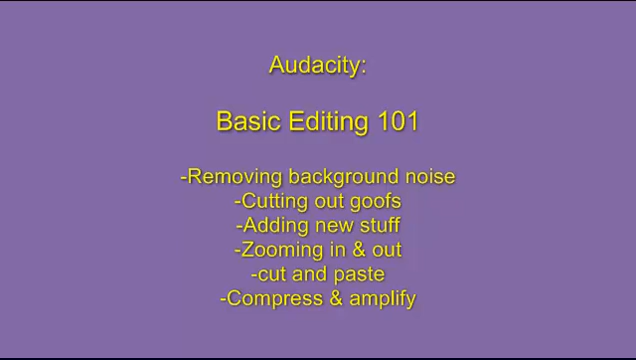 Audacity:
Basic Editing 101
-Removing background noise
-Cutting out goofs
-Adding new stuff
-Zooming in & out
-cut and paste
-Compress & amplify